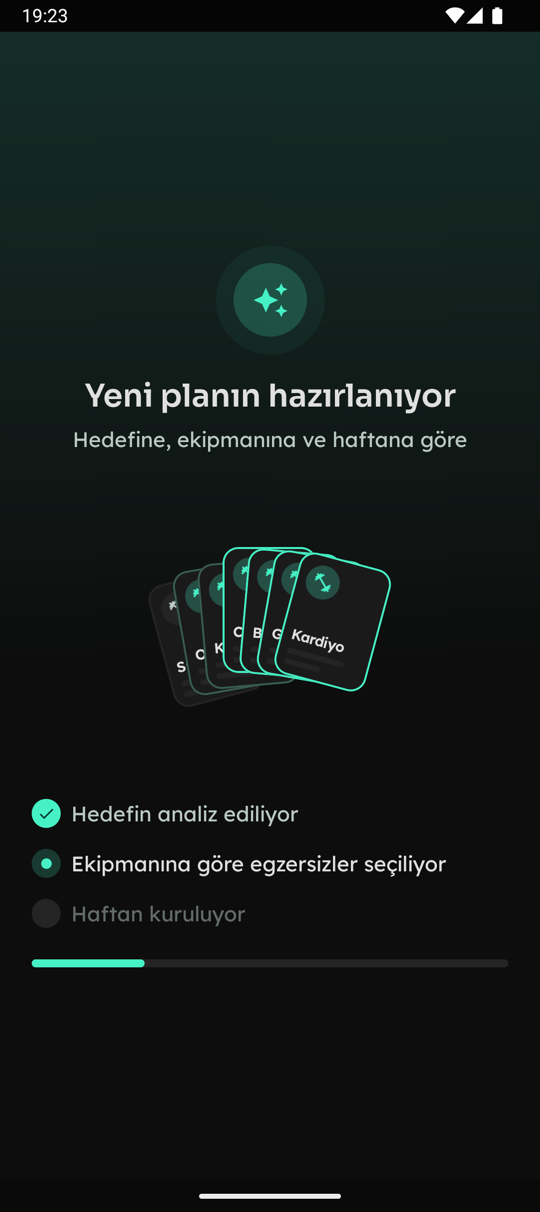 19:23
Yeni planın hazırlanıyor
Hedefine, ekipmanına ve haftana göre
S
O
K
C
B
G
Kardiyo
Hedefin analiz ediliyor
Ekipmanına göre egzersizler seçiliyor
Haftan kuruluyor